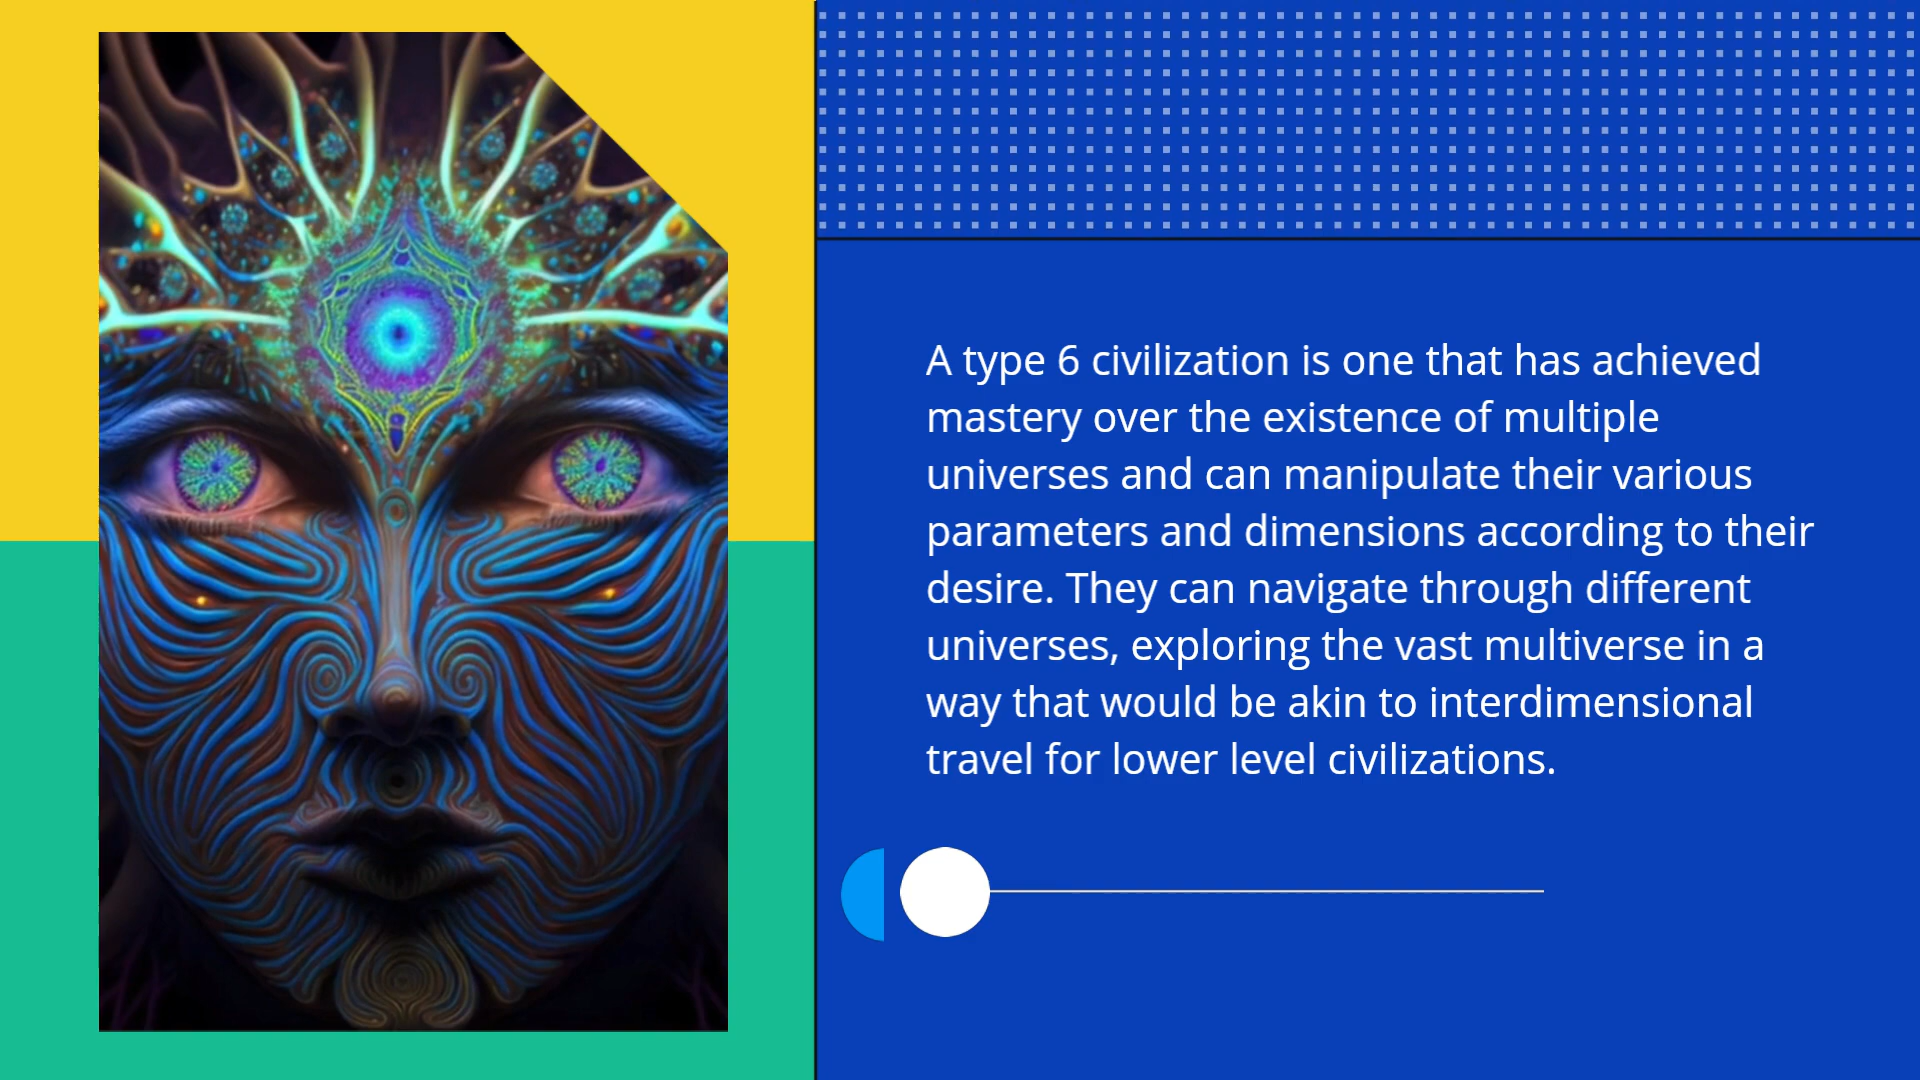 A type 6 civilization is one that has achieved
mastery over the existence of multiple
universes and can manipulate their various
parameters and dimensions according to their
desire. They can navigate through different
universes, exploring the vast multiverse in a
way that would be akin to interdimensional
travel for lower level civilizations.